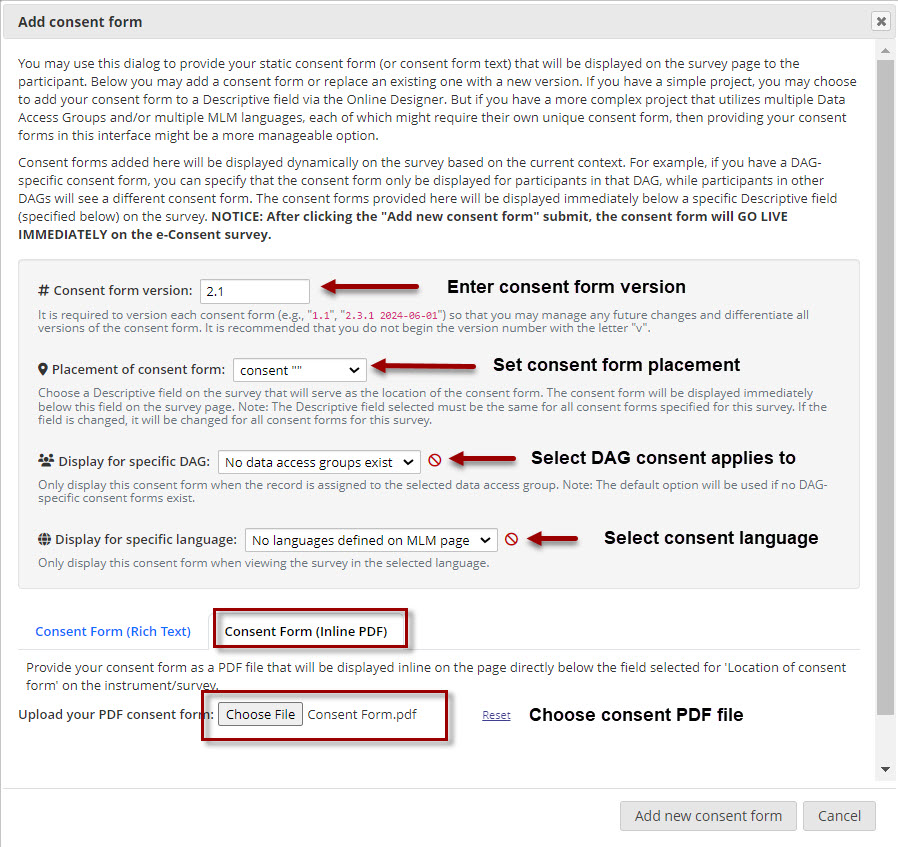 Add consent form
You may use this dialog to provide your static consent form (or consent form text) that will be displayed on the survey page to the
participant. Below you may add a consent form or replace an existing one with a new version. If you have a simple project, you may choose
to add your consent form to a Descriptive field via the Online Designer. But if you have a more complex project that utilizes multiple Data
Access Groups and/or multiple MLM languages, each of which might require their own unique consent form, then providing your consent
forms in this interface might be a more manageable option.
Consent forms added here will be displayed dynamically on the survey based on the current context. For example, if you have a DAG-
specific consent form, you can specify that the consent form only be displayed for participants in that DAG, while participants in other
DAGs will see a different consent form. The consent forms provided here will be displayed immediately below a specific Descriptive field
(specified below) on the survey. NOTICE: After clicking the "Add new consent form" submit, the consent form will GO LIVE
IMMEDIATELY on the e-Consent survey.
# Consent form version: 2.1 Enter consent form version
It is required to version each consent form (e.g., "1.1", "2.3.1 2024-06-01") so that you may manage any future changes and differentiate all
versions of the consent form. It is recommended that you do not begin the version number with the letter "v".
Placement of consent form: consent "" Set consent form placement
Choose a Descriptive field on the survey that will serve as the location of the consent form. The consent form will be displayed immediately
below this field on the survey page. Note: The Descriptive field selected must be the same for all consent forms specified for this survey. If the
field is changed, it will be changed for all consent forms for this survey.
Display for specific DAG: No data access groups exist Select DAG consent applies to
Only display this consent form when the record is assigned to the selected data access group. Note: The default option will be used if no DAG-
specific consent forms exist.
Display for specific language: No languages defined on MLM page Select consent language
Only display this consent form when viewing the survey in the selected language.
Consent Form (Rich Text) Consent Form (Inline PDF)
Provide your consent form as a PDF file that will be displayed inline on the page directly below the field selected for 'Location of consent
form' on the instrument/survey.
Upload your PDF consent form: Choose File Consent Form.pdf Reset Choose consent PDF file
Add new consent form Cancel